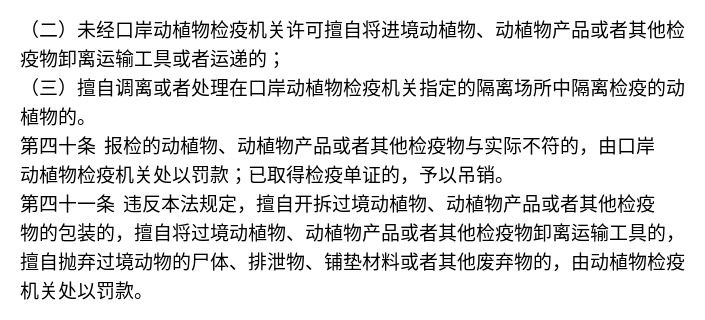 （二）未经口岸动植物检疫机关许可擅自将进境动植物、动植物产品或者其他检
疫物卸离运输工具或者运递的；
（三）擅自调离或者处理在口岸动植物检疫机关指定的隔离场所中隔离检疫的动
植物的。
第四十条 报检的动植物、动植物产品或者其他检疫物与实际不符的，由口岸
动植物检疫机关处以罚款；已取得检疫单证的，予以吊销。
第四十一条 违反本法规定，擅自开拆过境动植物、动植物产品或者其他检疫
物的包装的，擅自将过境动植物、动植物产品或者其他检疫物卸离运输工具的，
擅自抛弃过境动物的尸体、排泄物、铺垫材料或者其他废弃物的，由动植物检疫
机关处以罚款。